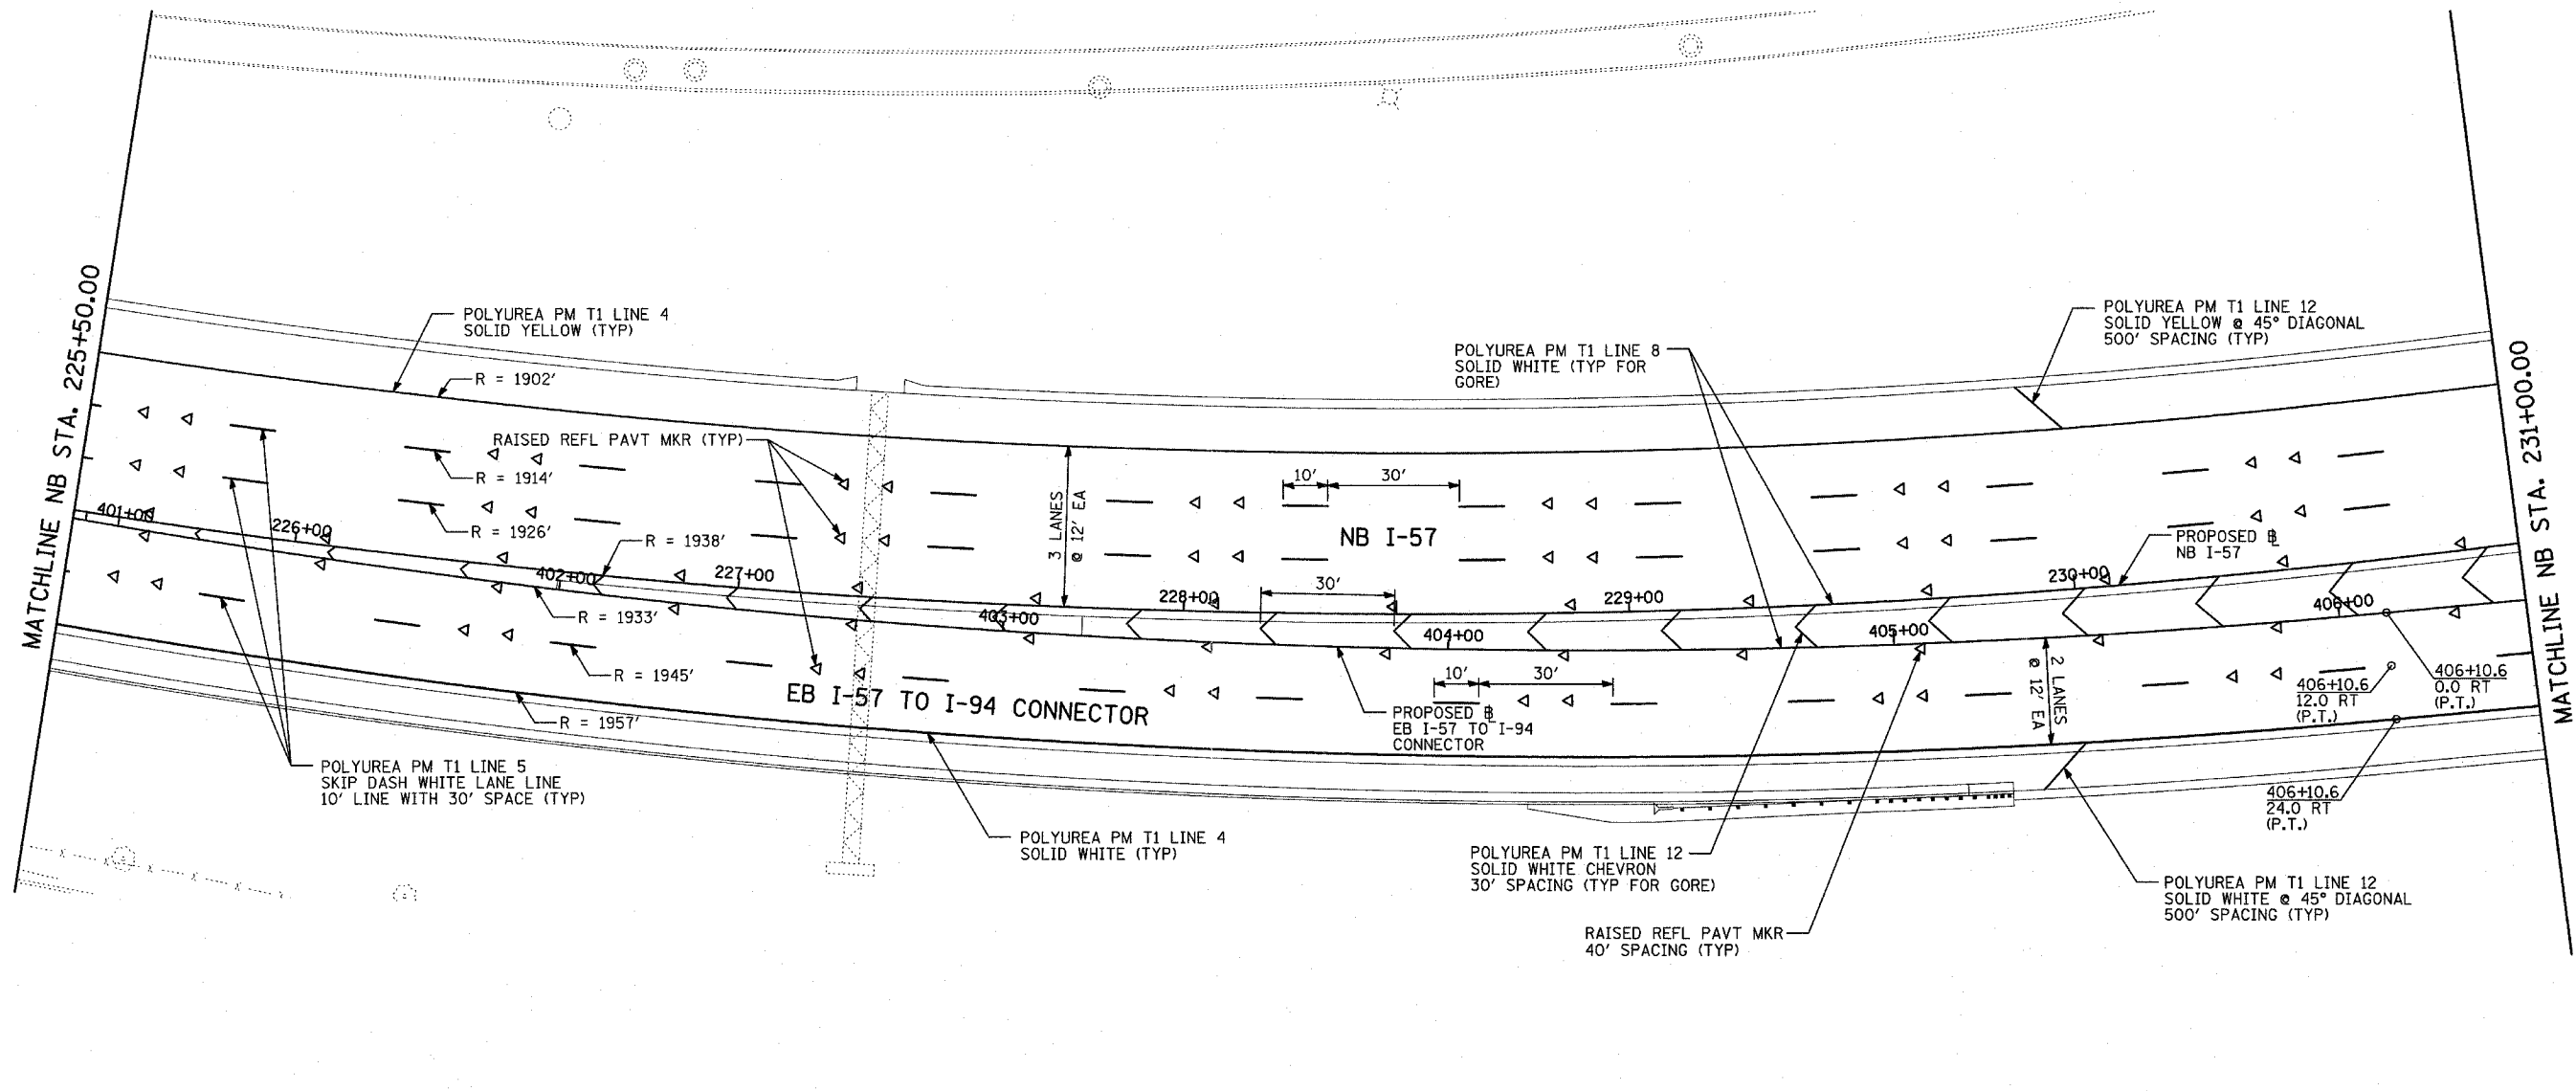 MATCHLINE NB STA. 225+50.00
POLYUREA PM T1 LINE 4
SOLID YELLOW (TYP)
R = 1902'
RAISED REFL PAVT MKR (TYP)
R = 1914'
R = 1926'
R = 1938'
R = 1933'
R = 1945'
R = 1957'
401+00
226+00
402+00
227+00
403+00
228+00
404+00
229+00
405+00
230+00
406+00
3 LANES
@ 12' EA
10'
30'
NB I-57
30'
POLYUREA PM T1 LINE 8
SOLID WHITE (TYP FOR
GORE)
POLYUREA PM T1 LINE 12
SOLID YELLOW @ 45° DIAGONAL
500' SPACING (TYP)
PROPOSED ℄
NB I-57
EB I-57 TO I-94 CONNECTOR
10'
30'
PROPOSED ℄
EB I-57 TO I-94
CONNECTOR
2 LANES
@ 12' EA
406+10.6
12.0 RT
(P.T.)
406+10.6
0.0 RT
(P.T.)
406+10.6
24.0 RT
(P.T.)
POLYUREA PM T1 LINE 5
SKIP DASH WHITE LANE LINE
10' LINE WITH 30' SPACE (TYP)
POLYUREA PM T1 LINE 4
SOLID WHITE (TYP)
POLYUREA PM T1 LINE 12
SOLID WHITE CHEVRON
30' SPACING (TYP FOR GORE)
RAISED REFL PAVT MKR
40' SPACING (TYP)
POLYUREA PM T1 LINE 12
SOLID WHITE @ 45° DIAGONAL
500' SPACING (TYP)
MATCHLINE NB STA. 231+00.00